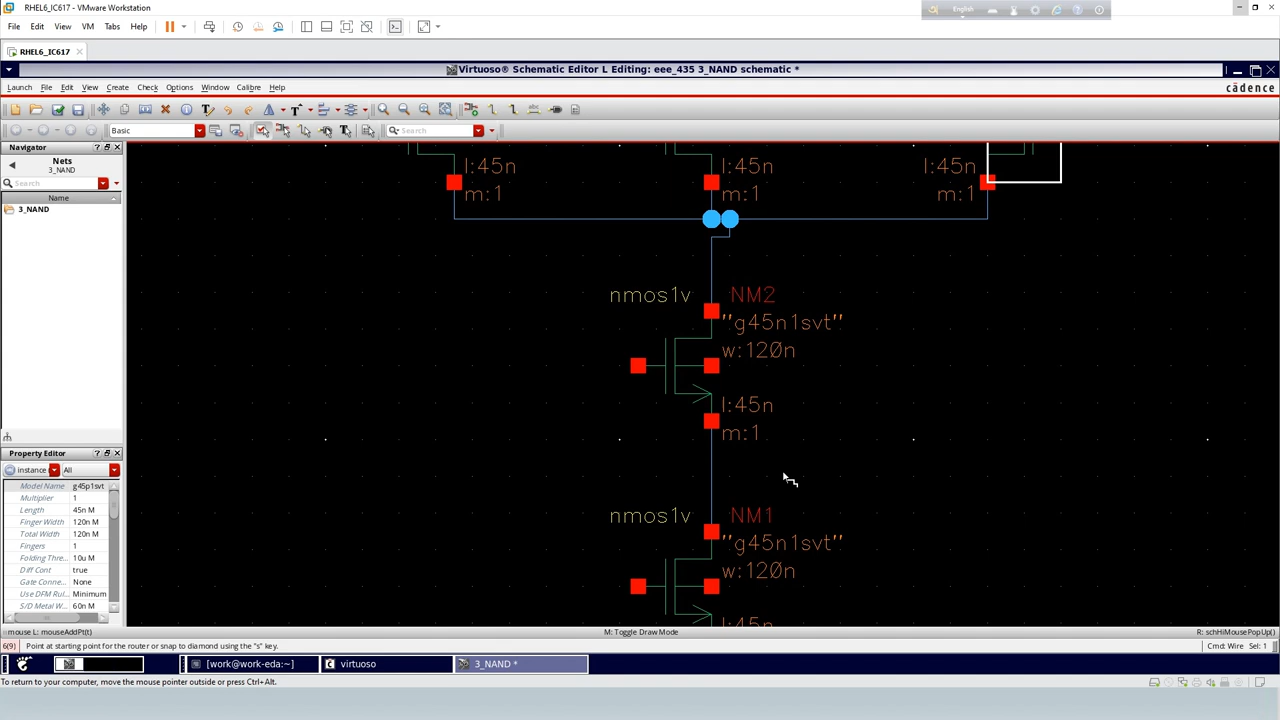 RHEL6_IC617 - VMware Workstation
English
File Edit View Tabs Help
RHEL6_IC617
Virtuoso® Schematic Editor L Editing: eee_435 3_NAND schematic *
Launch File Edit View Create Check Options Window Calibre Help
cādence
Basic
Search
Navigator
Nets
3_NAND
Search
Name
3_NAND
Property Editor
instance All
Model Name g45p1svt
Multiplier 1
Length 45n M
Finger Width 120n M
Total Width 120n M
Fingers 1
Folding Thre... 10u M
Diff Cont true
Gate Conne... None
Use DFM Rul... Minimum
S/D Metal W... 60n M
l:45n
m:1
l:45n
m:1
l:45n
m:1
nmos1v NM2
"g45n1svt"
w:120n
l:45n
m:1
nmos1v NM1
"g45n1svt"
w:120n
l:45n
mouse L: mouseAddPt(t) M: Toggle Draw Mode R: schHiMousePopUp()
6(9) Point at starting point for the router or snap to diamond using the "s" key. Cmd: Wire Sel: 1
[work@work-eda:~] virtuoso 3_NAND *
To return to your computer, move the mouse pointer outside or press Ctrl+Alt.